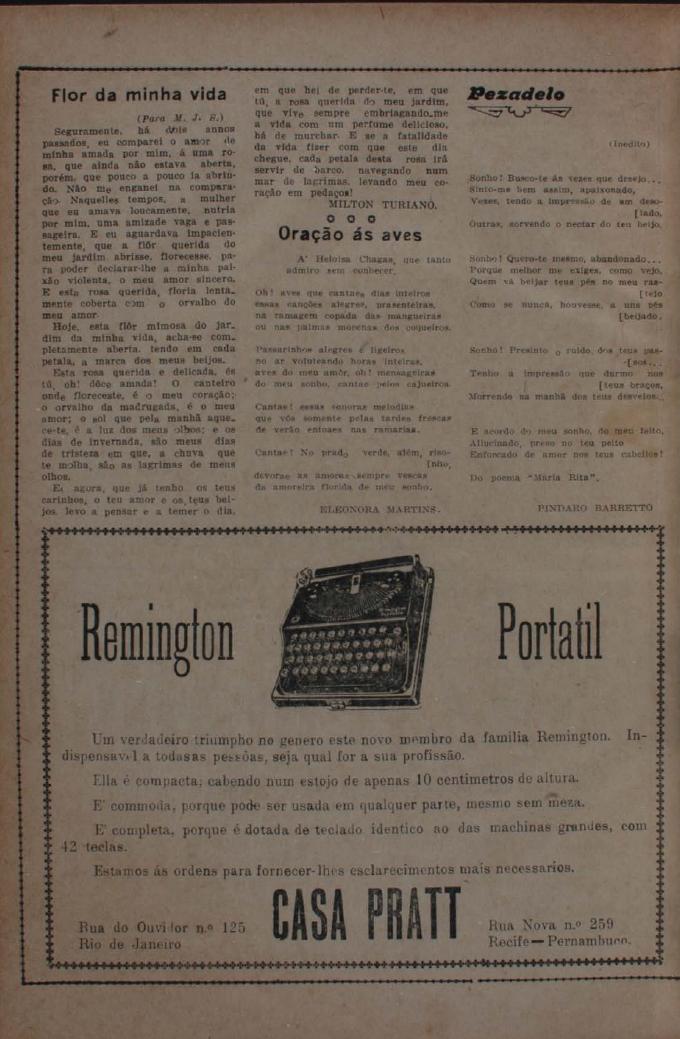 Flor da minha vida
(Para M. J. S.)
Seguramente, há dois annos
passados, eu comparei o amor de
minha amada por mim, á uma ro-
sa, que ainda não estava aberta,
porém, que pouco a pouco ia abrin-
do. Não me enganei na compara-
ção. Naquelles tempos, a mulher
que eu amava loucamente, nutria
por mim, uma amizade vaga e pas-
sageira. E eu aguardava impacien-
temente, que a flôr querida do
meu jardim abrisse, florecesse, pa-
ra poder declarar-lhe a minha pai-
xão violenta, o meu amor sincero.
E esta rosa querida, floria lenta-
mente coberta com o orvalho do
meu amor.
Hoje, esta flôr mimosa do jar-
dim da minha vida, acha-se com-
pletamente aberta, tendo em cada
petala, a marca dos meus beijos.
Esta rosa querida e delicada, és
tú, oh! dôce amada! O canteiro
onde floreceste, é o meu coração;
o orvalho da madrugada, é o meu
amor; o sol que pela manhã aque-
ce-te, é a luz dos meus olhos; e os
dias de invernada, são meus dias
de tristeza em que, a chuva que
te molha, são as lagrimas de meus
olhos.
E, agora, que já tenho os teus
carinhos, o teu amor e os teus bei-
jos, levo a pensar e a temer o dia,
em que hei de perder-te, em que
tú, a rosa querida do meu jardim,
que vive sempre embriagando-me
a vida com um perfume delicioso,
há de murchar. E se a fatalidade
da vida fizer com que este dia
chegue, cada petala desta rosa irá
servir de barco, navegando num
mar de lagrimas, levando meu co-
ração em pedaços!
MILTON TURIANO.
o o o
Oração ás aves
A' Heloisa Chagas, que tanto
admiro sem conhecer.
Oh! aves que cantaes dias inteiros
essas canções alegres, prasenteiras,
na ramagem copada das mangueiras
ou nas palmas morenas dos coqueiros.
Passarinhos alegres e ligeiros
no ar voluteando horas inteiras,
aves do meu amôr, oh! mensageiras
do meu sonho, cantae pelos cajueiros
Cantae! essas sonoras melodias
que vós somente pelas tardes frescas
de verão entoaes nas ramarias.
Cantae! No prado verde, além, riso-
[nho,
devorae as amoras sempre vescas
da amoreira florida de meu sonho.
ELEONORA MARTINS.
Pezadelo
(Inedito)
Sonho! Busco-te ás vezes que desejo...
Sinto-me bem assim, apaixonado,
Vezes, tendo a impressão de um deso-
[lado,
Outras, sorvendo o nectar do teu beijo.
Sonho! Quero-te mesmo, abandonado...
Porque melhor me exiges, como vejo,
Quem vá beijar teus pés no meu ras-
[tejo
Como se nunca, houvesse, a uns pés
[beijado.
Sonho! Presinto o ruido dos teus pas-
[sos...
Tenho a impressão que durmo nos
[teus braços,
Morrendo na manhã dos teus desvelos.
E acordo do meu sonho, do meu feito,
Allucinado, preso no teu peito
Enforcado de amor nos teus cabellos!
Do poema "Maria Rita".
PINDARO BARRETTO
Remington Portatil
Um verdadeiro triumpho no genero este novo membro da familia Remington. In-
dispensavel a todasas pessôas, seja qual for a sua profissão.
Ella é compacta; cabendo num estojo de apenas 10 centimetros de altura.
E' commoda, porque pode ser usada em qualquer parte, mesmo sem meza.
E' completa, porque é dotada de teclado identico ao das machinas grandes, com
42 teclas.
Estamos ás ordens para fornecer-lhes esclarecimentos mais necessarios.
CASA PRATT
Rua do Ouvidor n.º 125
Rio de Janeiro
Rua Nova n.º 259
Recife — Pernambuco.